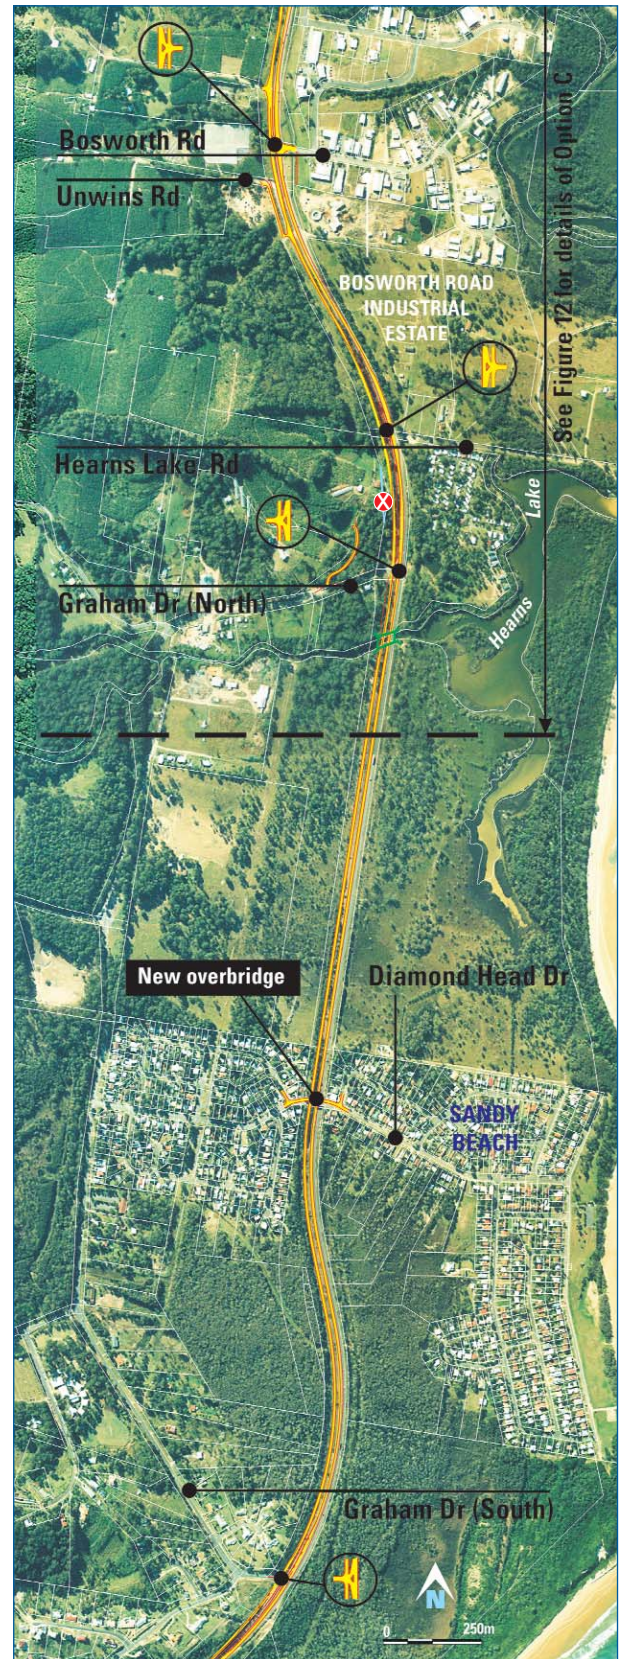 Bosworth Rd
Unwins Rd
See Figure 12 for details of Option C
BOSWORTH ROAD
INDUSTRIAL
ESTATE
Hearns Lake Rd
Lake
Hearns
Graham Dr (North)
New overbridge
Diamond Head Dr
SANDY
BEACH
Graham Dr (South)
N
0
250m